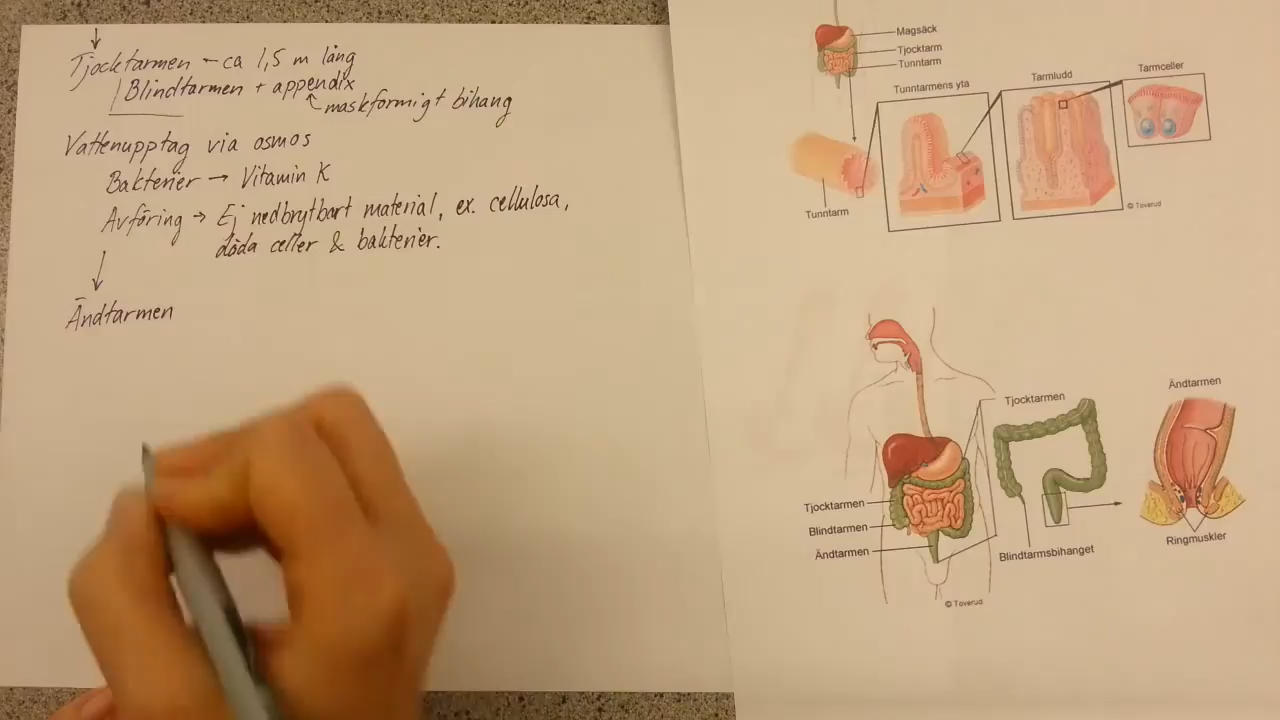 Tjocktarmen – ca 1,5 m lång
Blindtarmen + appendix
maskformigt bihang
Vattenupptag via osmos
Bakterier → Vitamin K
Avföring → Ej nedbrytbart material, ex. cellulosa,
döda celler & bakterier.
Ändtarmen
Magsäck
Tjocktarm
Tunntarm
Tunntarmens yta
Tarmludd
Tarmceller
Tunntarm
© Toverud
Tjocktarmen
Ändtarmen
Tjocktarmen
Blindtarmen
Ändtarmen
Blindtarmsbihanget
Ringmuskler
© Toverud